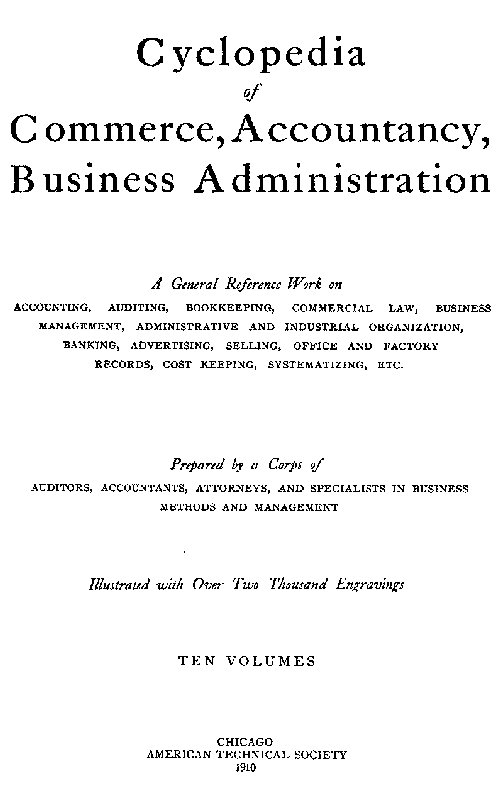 Cyclopedia
of
Commerce, Accountancy,
Business Administration
A General Reference Work on
ACCOUNTING, AUDITING, BOOKKEEPING, COMMERCIAL LAW, BUSINESS
MANAGEMENT, ADMINISTRATIVE AND INDUSTRIAL ORGANIZATION,
BANKING, ADVERTISING, SELLING, OFFICE AND FACTORY
RECORDS, COST KEEPING, SYSTEMATIZING, ETC.
Prepared by a Corps of
AUDITORS, ACCOUNTANTS, ATTORNEYS, AND SPECIALISTS IN BUSINESS
METHODS AND MANAGEMENT
Illustrated with Over Two Thousand Engravings
TEN VOLUMES
CHICAGO
AMERICAN TECHNICAL SOCIETY
1910